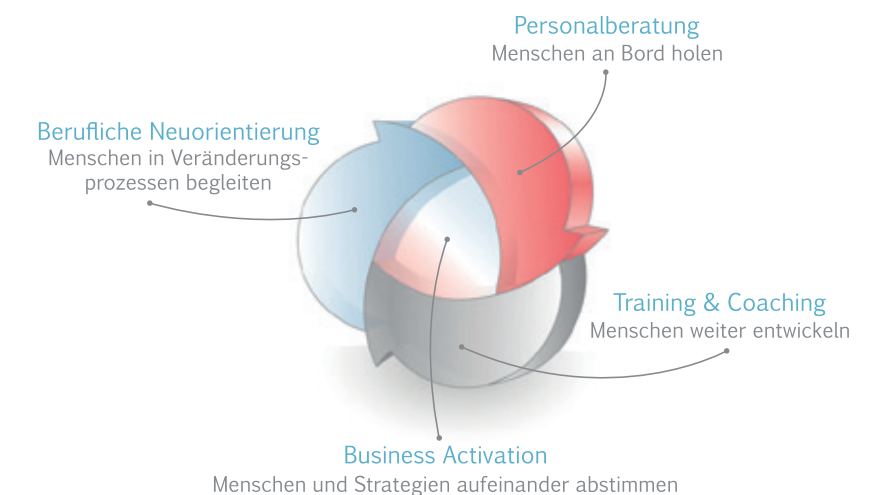 Personalberatung
Menschen an Bord holen
Berufliche Neuorientierung
Menschen in Veränderungs-
prozessen begleiten
Training & Coaching
Menschen weiter entwickeln
Business Activation
Menschen und Strategien aufeinander abstimmen